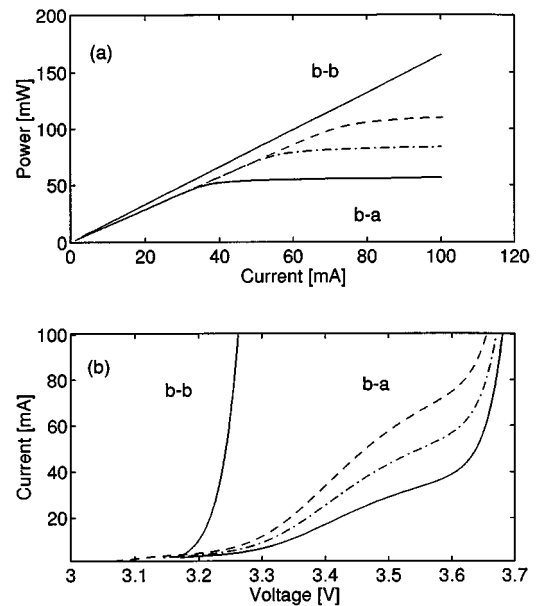 200
(a)
b-b
150
Power [mW]
100
50
b-a
0
0 20 40 60 80 100 120
Current [mA]
100
(b)
b-b
b-a
80
Current [mA]
60
40
20
3 3.1 3.2 3.3 3.4 3.5 3.6 3.7
Voltage [V]